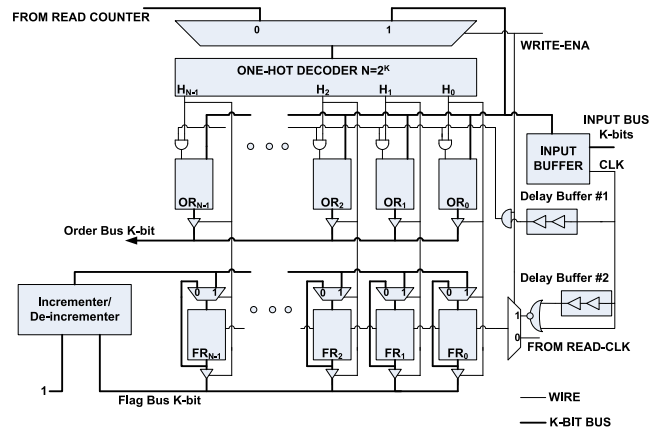 FROM READ COUNTER
0 1
WRITE-ENA
ONE-HOT DECODER N=2^K
H_N-1 H_2 H_1 H_0
INPUT BUS
K-bits
INPUT
BUFFER
CLK
Delay Buffer #1
OR_N-1 OR_2 OR_1 OR_0
Order Bus K-bit
Delay Buffer #2
0 1 0 1 0 1 0 1
Incrementer/
De-incrementer
1
0
FR_N-1 FR_2 FR_1 FR_0
FROM READ-CLK
1
Flag Bus K-bit
WIRE
K-BIT BUS